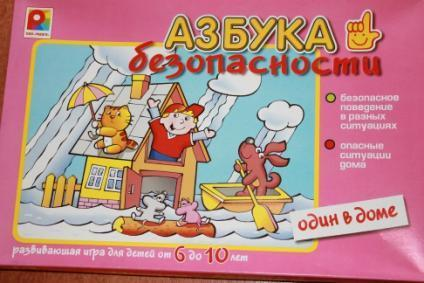 АЗБУКА
безопасности
безопасное
поведение
в разных
ситуациях
опасные
ситуации
дома
один в доме
развивающая игра для детей от 6 до 10 лет